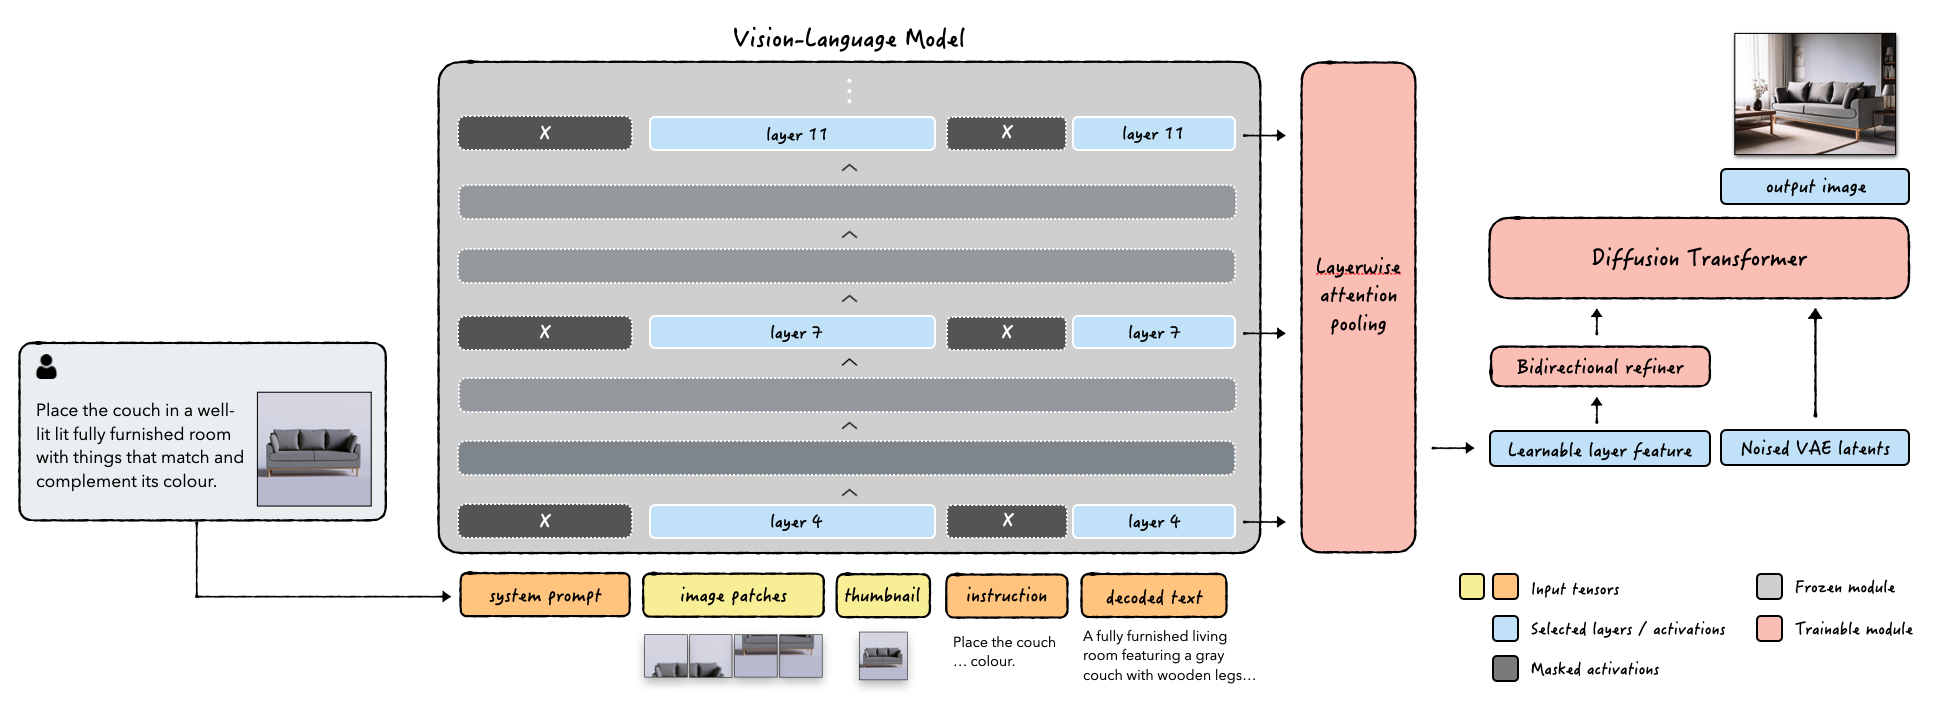 Vision-Language Model
X
layer 11
X
layer 11
X
layer 7
X
layer 7
X
layer 4
X
layer 4
Place the couch in a well-
lit lit fully furnished room
with things that match and
complement its colour.
system prompt
image patches
thumbnail
instruction
decoded text
Place the couch
... colour.
A fully furnished living
room featuring a gray
couch with wooden legs...
Layerwise
attention
pooling
output image
Diffusion Transformer
Bidirectional refiner
Learnable layer feature
Noised VAE latents
Input tensors
Selected layers / activations
Masked activations
Frozen module
Trainable module